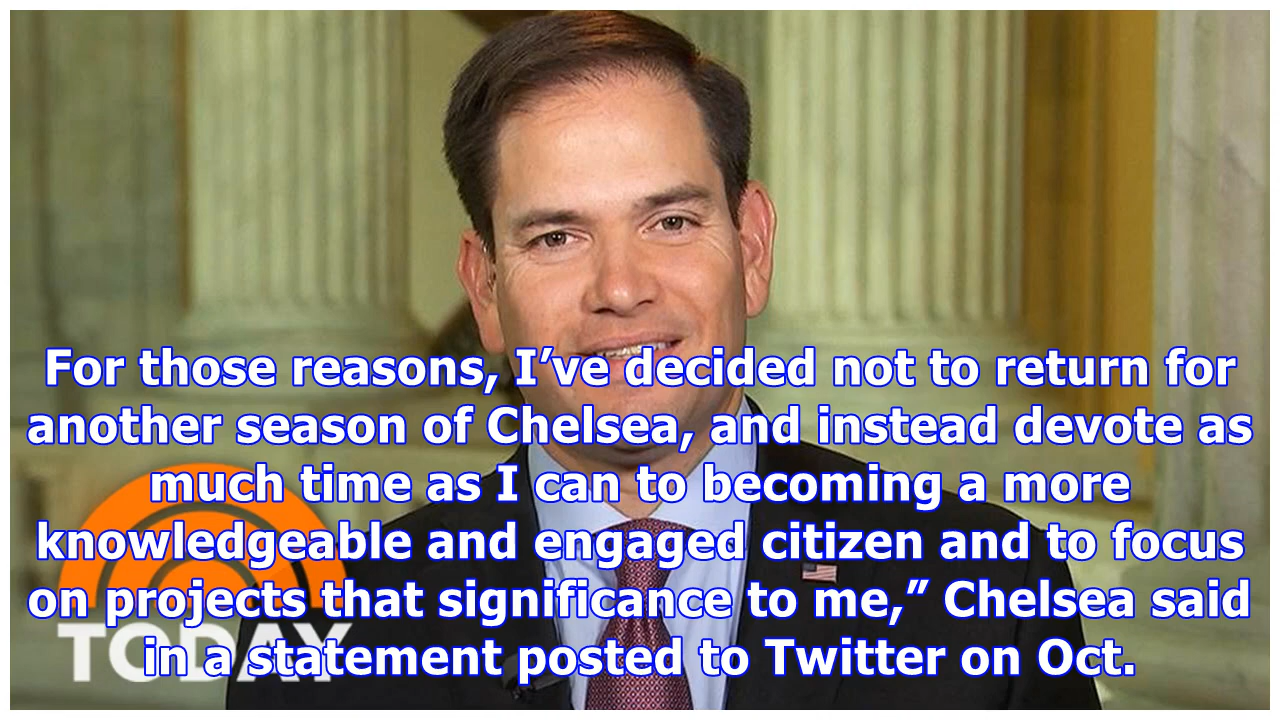 For those reasons, I’ve decided not to return for
another season of Chelsea, and instead devote as
much time as I can to becoming a more
knowledgeable and engaged citizen and to focus
on projects that significance to me,” Chelsea said
in a statement posted to Twitter on Oct.
TODAY